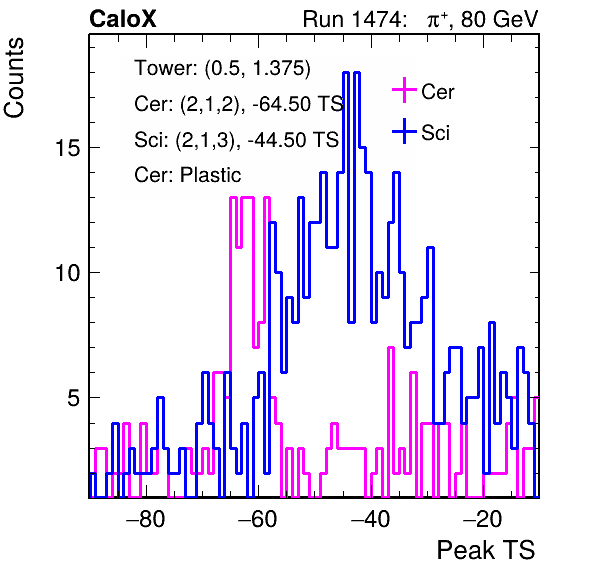 CaloX Run 1474: π⁺, 80 GeV
Counts
Tower: (0.5, 1.375)
Cer: (2,1,2), -64.50 TS
Sci: (2,1,3), -44.50 TS
Cer: Plastic
Cer
Sci
15
10
5
−80 −60 −40 −20
Peak TS